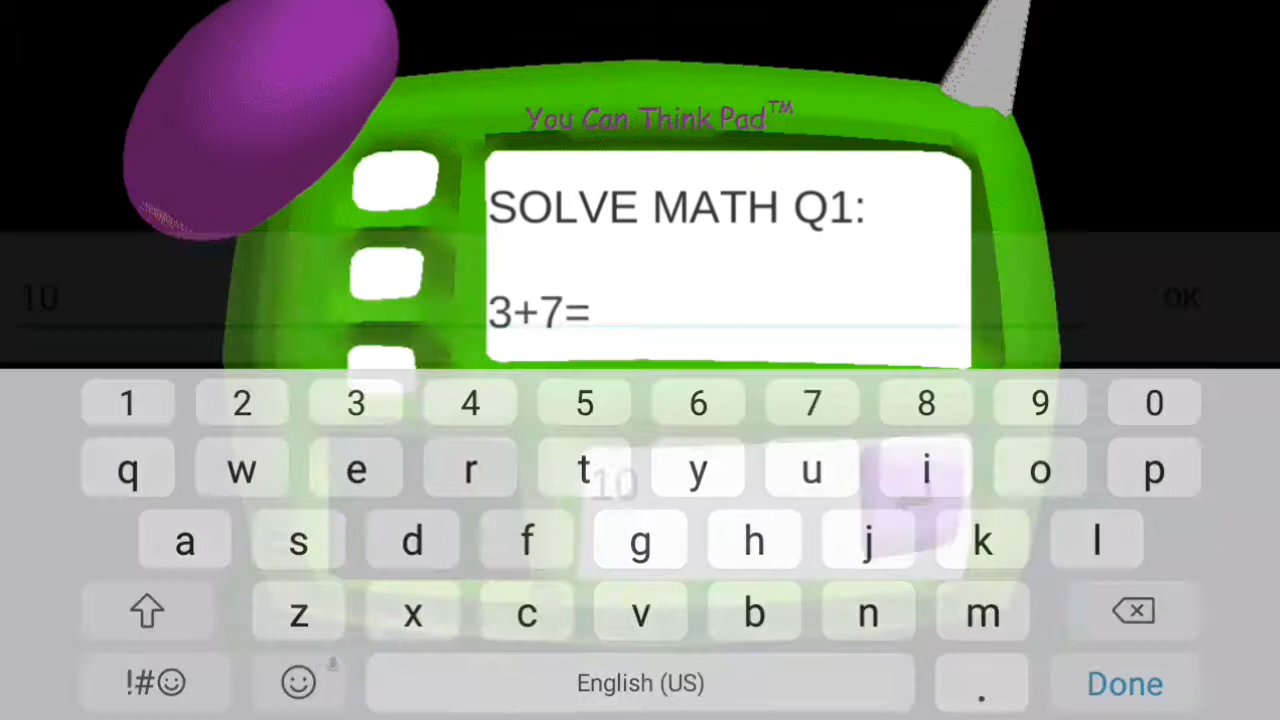 You Can Think Pad™
SOLVE MATH Q1:
3+7=
10 OK
1 2 3 4 5 6 7 8 9 0
q w e r t y u i o p
10
a s d f g h j k l
z x c v b n m
!#☺ English (US) . Done